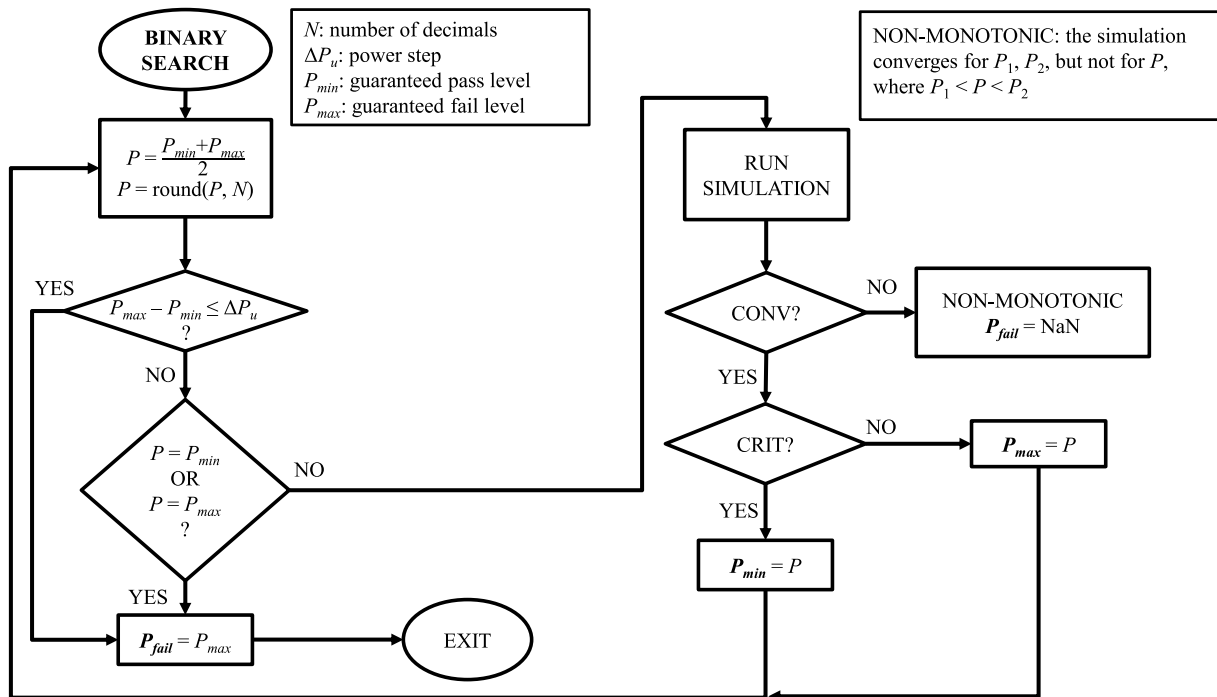 BINARY
SEARCH
N: number of decimals
ΔPu: power step
Pmin: guaranteed pass level
Pmax: guaranteed fail level
NON-MONOTONIC: the simulation
converges for P1, P2, but not for P,
where P1 < P < P2
P = (Pmin+Pmax)/2
P = round(P, N)
RUN
SIMULATION
YES
Pmax – Pmin ≤ ΔPu
?
NO
CONV?
NO
NON-MONOTONIC
Pfail = NaN
YES
P = Pmin
OR
P = Pmax
?
NO
CRIT?
NO
Pmax = P
YES
Pmin = P
YES
Pfail = Pmax
EXIT